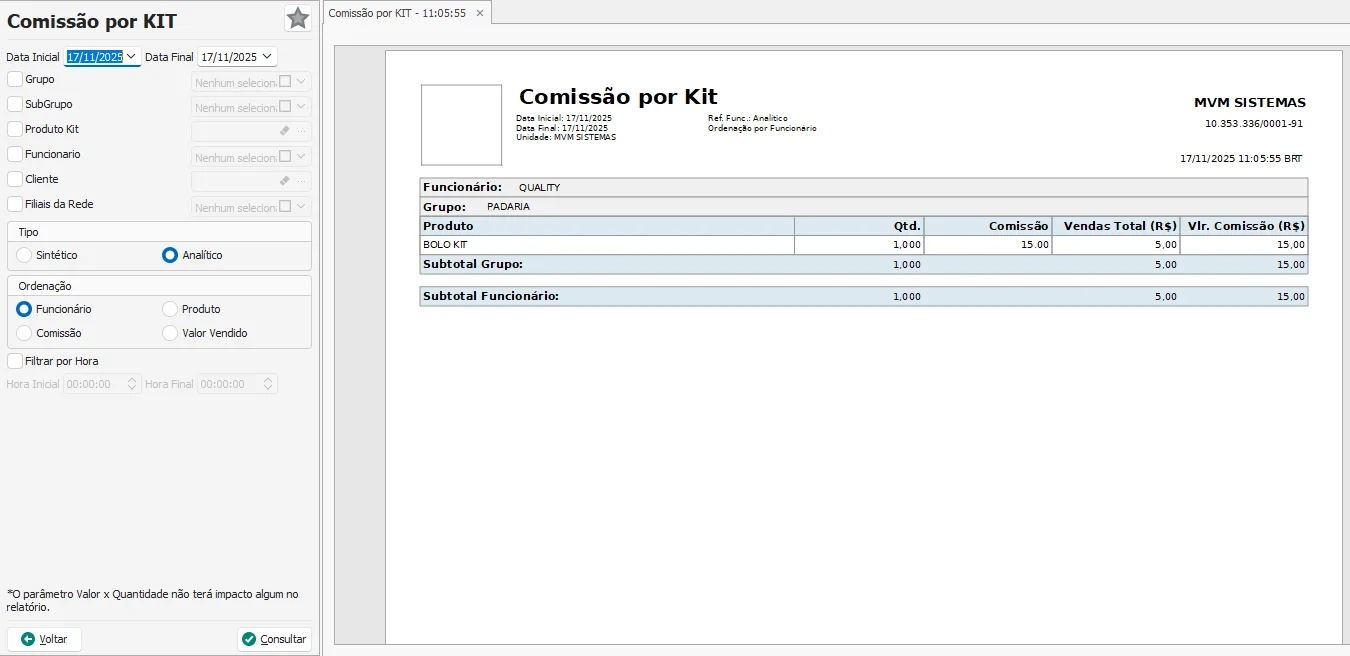 Comissão por KIT
Data Inicial 17/11/2025 Data Final 17/11/2025
Grupo Nenhum selecion
SubGrupo Nenhum selecion
Produto Kit ...
Funcionario Nenhum selecion
Cliente ...
Filiais da Rede Nenhum selecion
Tipo
Sintético Analítico
Ordenação
Funcionário Produto
Comissão Valor Vendido
Filtrar por Hora
Hora Inicial 00:00:00 Hora Final 00:00:00
*O parâmetro Valor x Quantidade não terá impacto algum no
relatório.
Voltar Consultar
Comissão por KIT - 11:05:55 ×
Comissão por Kit
Data Inicial: 17/11/2025 Ref. Func.: Analítico
Data Final: 17/11/2025 Ordenação por Funcionário
Unidade: MVM SISTEMAS
MVM SISTEMAS
10.353.336/0001-91
17/11/2025 11:05:55 BRT
Funcionário: QUALITY
Grupo: PADARIA
Produto Qtd. Comissão Vendas Total (R$) Vlr. Comissão (R$)
BOLO KIT 1,000 15.00 5,00 15,00
Subtotal Grupo: 1,000 5,00 15,00
Subtotal Funcionário: 1,000 5,00 15,00